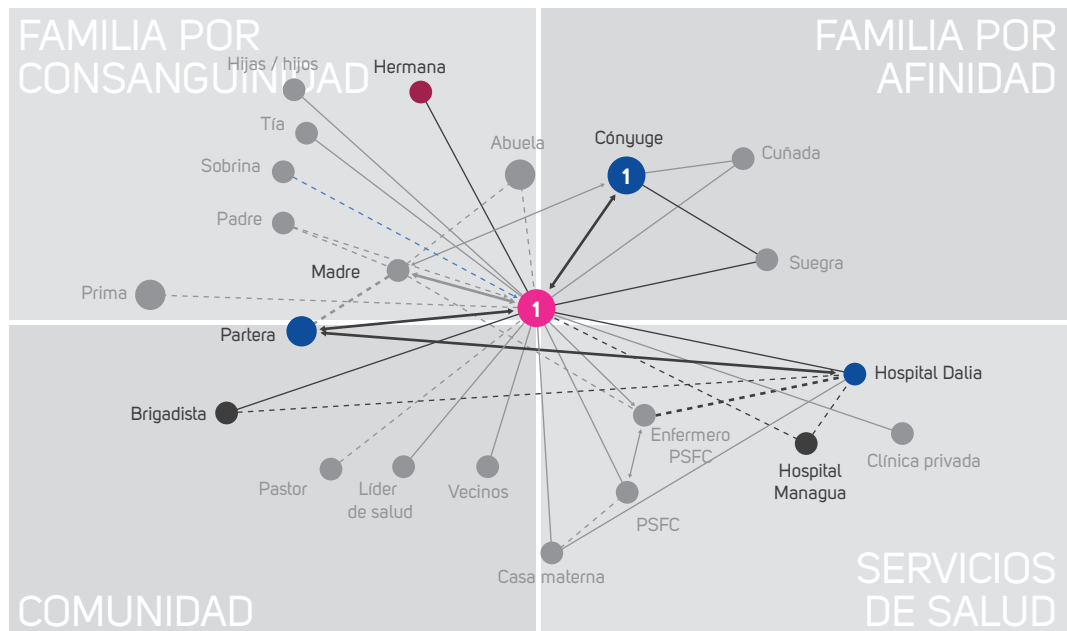 FAMILIA POR
CONSANGUINIDAD
FAMILIA POR
AFINIDAD
Hijas / hijos
Hermana
Tía
Abuela
Cónyuge
Cuñada
Sobrina
1
Padre
Madre
Suegra
Prima
1
Partera
Hospital Dalia
Brigadista
Enfermero
PSFC
Clínica privada
Hospital
Managua
Pastor
Líder
de salud
Vecinos
PSFC
Casa materna
COMUNIDAD
SERVICIOS
DE SALUD